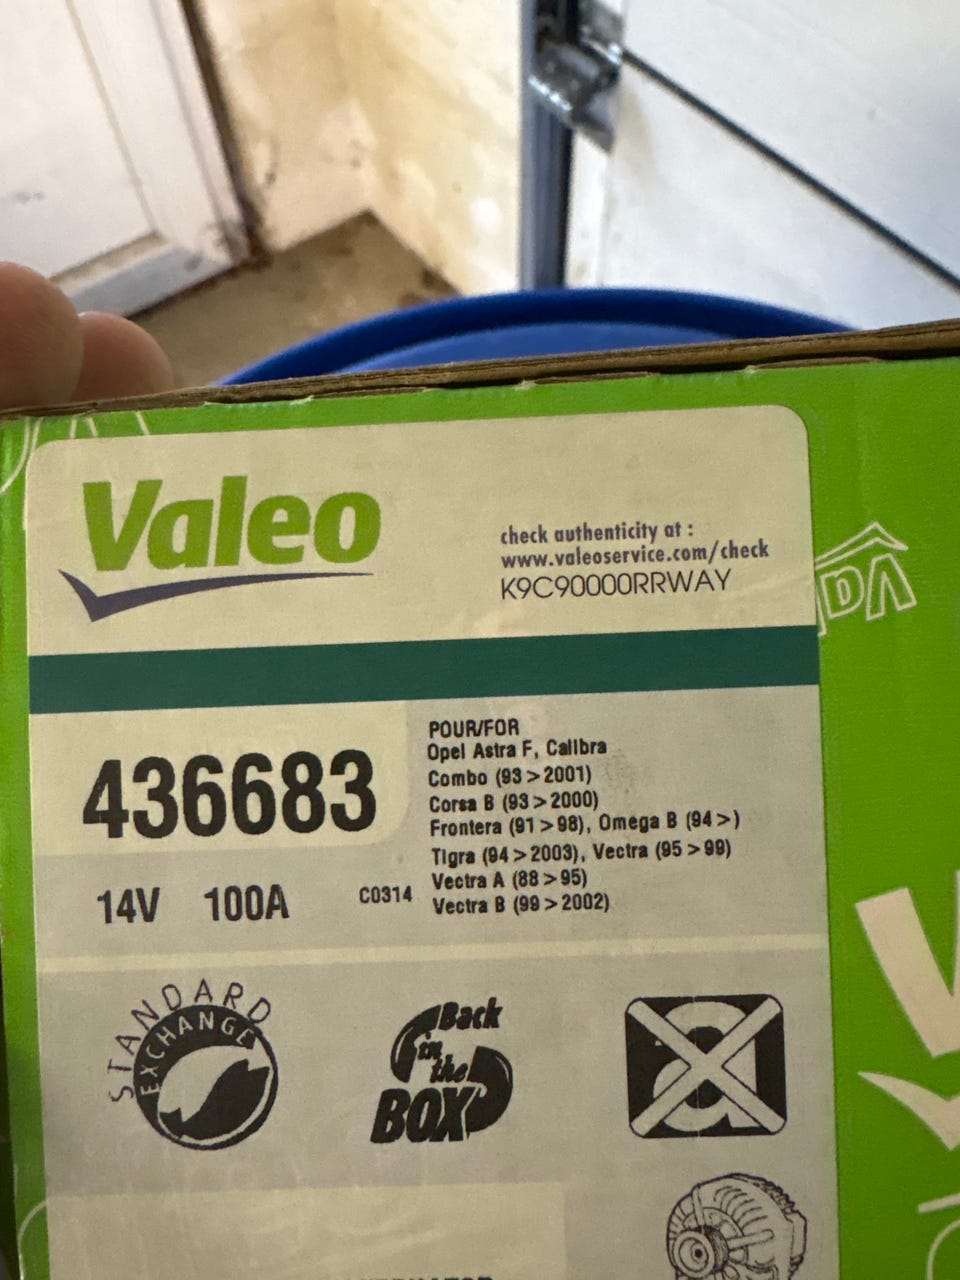 Valeo
check authenticity at :
www.valeoservice.com/check
K9C90000RRWAY
Va
436683
14V 100A C0314
POUR/FOR
Opel Astra F, Calibra
Combo (93 > 2001)
Corsa B (93 > 2000)
Frontera (91 > 98), Omega B (94 >)
Tigra (94 > 2003), Vectra (95 > 99)
Vectra A (88 > 95)
Vectra B (99 > 2002)
STANDARD
EXCHANGE
Back
in
the
BOX
a